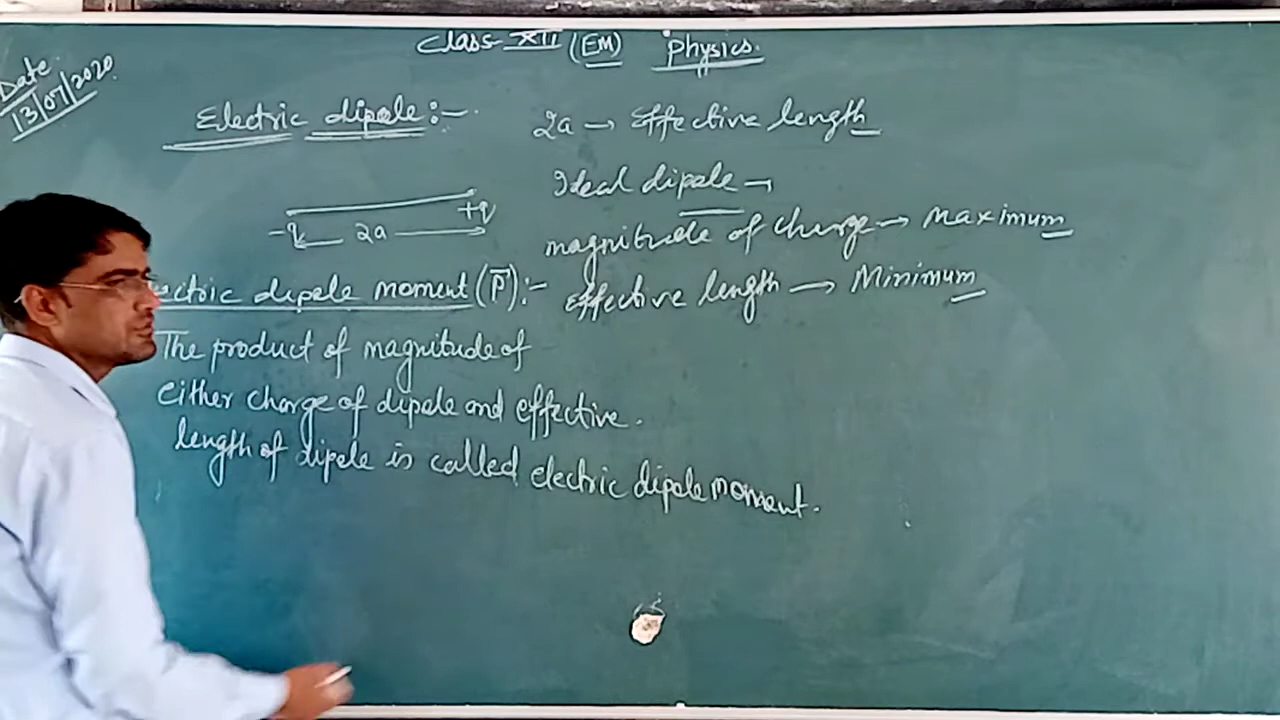 Class-XII (EM) Physics.
Date.
13/07/2020
Electric dipole:-
2a → Effective length
Ideal dipole →
magnitude of charge → Maximum
Effective length → Minimum
-q 2a +q
ectric dipole moment (P):-
The product of magnitude of
either charge of dipole and effective.
length of dipole is called electric dipole moment.